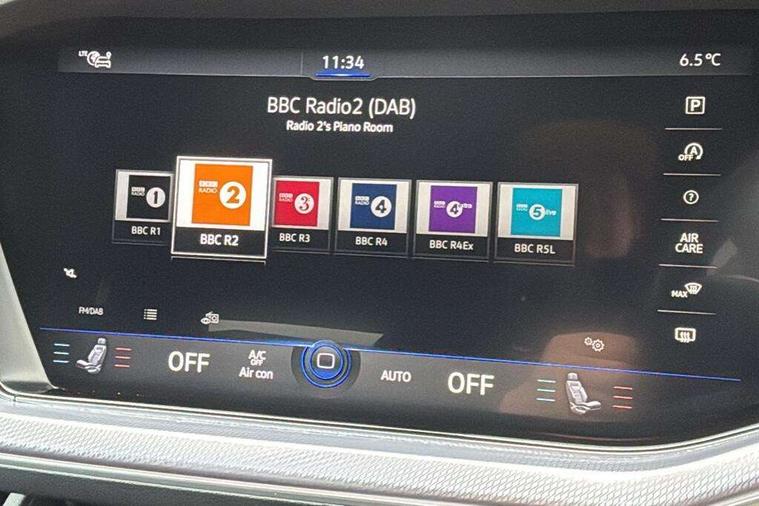 LTE
11:34
6.5°C
BBC Radio2 (DAB)
Radio 2's Piano Room
P
A
OFF
?
AIR
CARE
MAX
BBC
RADIO
1
BBC R1
BBC
RADIO
2
BBC R2
BBC
RADIO
3
BBC R3
BBC
RADIO
4
BBC R4
BBC
RADIO
4 extra
BBC R4Ex
BBC
RADIO
5 live
BBC R5L
FM/DAB
OFF
A/C
OFF
Air con
AUTO
OFF